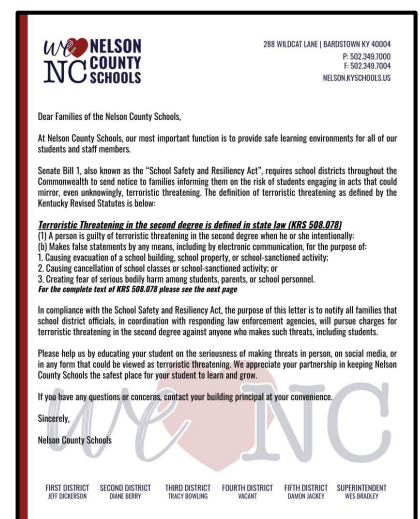 we NELSON
NC COUNTY
SCHOOLS
288 WILDCAT LANE | BARDSTOWN KY 40004
P: 502.349.7000
F: 502.349.7004
NELSON.KYSCHOOLS.US
Dear Families of the Nelson County Schools,
At Nelson County Schools, our most important function is to provide safe learning environments for all of our
students and staff members.
Senate Bill 1, also known as the “School Safety and Resiliency Act”, requires school districts throughout the
Commonwealth to send notice to families informing them on the risk of students engaging in acts that could
mirror, even unknowingly, terroristic threatening. The definition of terroristic threatening as defined by the
Kentucky Revised Statutes is below:
Terroristic Threatening in the second degree is defined in state law (KRS 508.078)
(1) A person is guilty of terroristic threatening in the second degree when he or she intentionally:
(b) Makes false statements by any means, including by electronic communication, for the purpose of:
1. Causing evacuation of a school building, school property, or school-sanctioned activity;
2. Causing cancellation of school classes or school-sanctioned activity; or
3. Creating fear of serious bodily harm among students, parents, or school personnel.
For the complete text of KRS 508.078 please see the next page
In compliance with the School Safety and Resiliency Act, the purpose of this letter is to notify all families that
school district officials, in coordination with responding law enforcement agencies, will pursue charges for
terroristic threatening in the second degree against anyone who makes such threats, including students.
Please help us by educating your student on the seriousness of making threats in person, on social media, or
in any form that could be viewed as terroristic threatening. We appreciate your partnership in keeping Nelson
County Schools the safest place for your student to learn and grow.
If you have any questions or concerns, contact your building principal at your convenience.
Sincerely,
Nelson County Schools
we NC
FIRST DISTRICT SECOND DISTRICT THIRD DISTRICT FOURTH DISTRICT FIFTH DISTRICT SUPERINTENDENT
JEFF DICKERSON DIANE BERRY TRACY BOWLING VACANT DAMON JACKEY WES BRADLEY